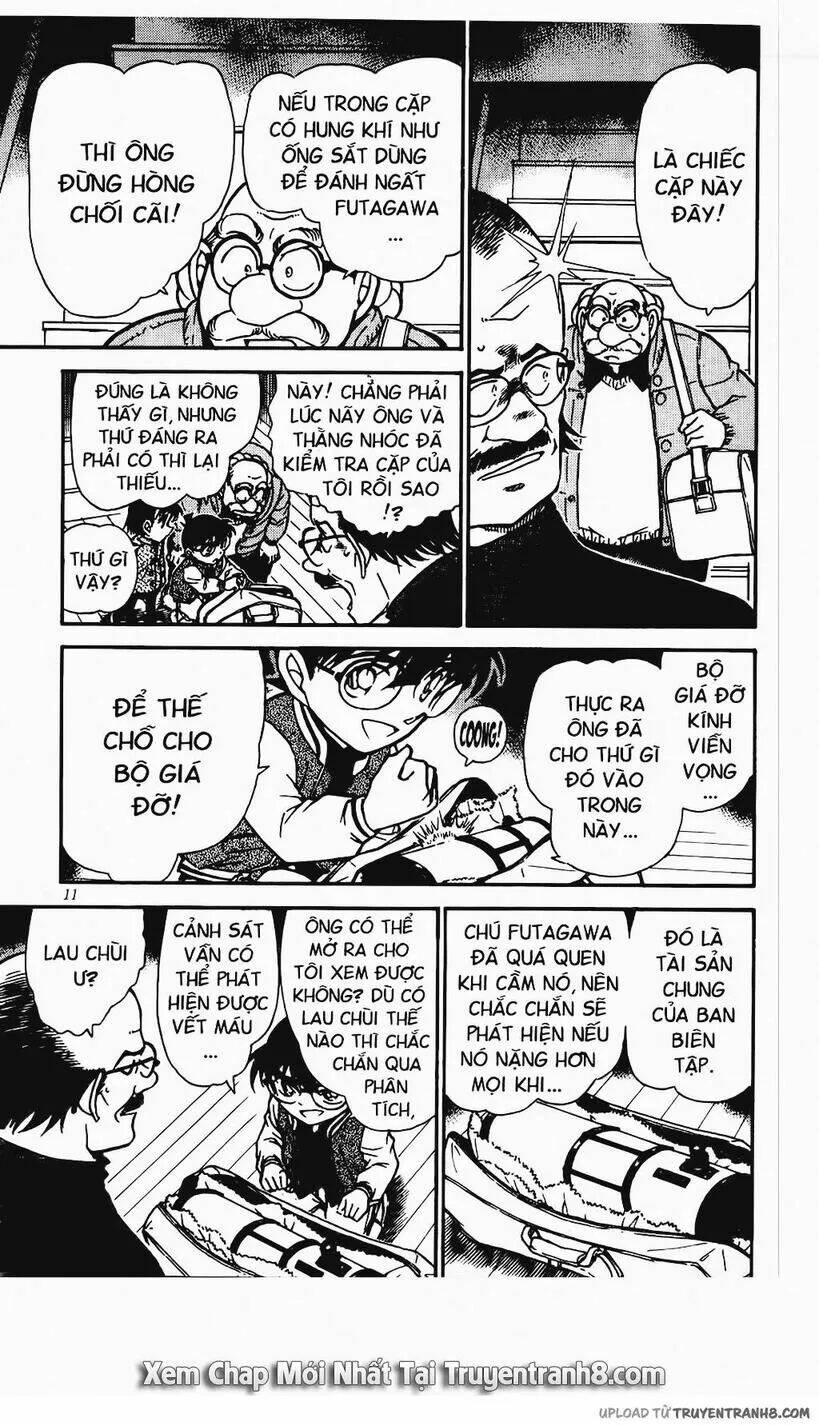 LÀ CHIẾC
CẶP NÀY
ĐÂY!
NẾU TRONG CẶP
CÓ HUNG KHÍ NHƯ
ỐNG SẮT DÙNG
ĐỂ ĐÁNH NGẤT
FUTAGAWA
...
THÌ ÔNG
ĐỪNG HÒNG
CHỐI CÃI!
NÀY! CHẲNG PHẢI
LÚC NÃY ÔNG VÀ
THẰNG NHÓC ĐÃ
KIỂM TRA CẶP CỦA
TÔI RỒI SAO
!?
ĐÚNG LÀ KHÔNG
THẤY GÌ, NHƯNG
THỨ ĐÁNG RA
PHẢI CÓ THÌ LẠI
THIẾU...
THỨ GÌ
VẬY?
BỘ
GIÁ ĐỠ
KÍNH
VIỄN
VỌNG
...
THỰC RA
ÔNG ĐÃ
CHO THỨ GÌ
ĐÓ VÀO
TRONG
NÀY...
COONG!
ĐỂ THẾ
CHỖ CHO
BỘ GIÁ
ĐỠ!
11
ĐÓ LÀ
TÀI SẢN
CHUNG
CỦA BAN
BIÊN
TẬP.
CHÚ FUTAGAWA
ĐÃ QUÁ QUEN
KHI CẦM NÓ, NÊN
CHẮC CHẮN SẼ
PHÁT HIỆN NẾU
NÓ NẶNG HƠN
MỌI KHI...
ÔNG CÓ THỂ
MỞ RA CHO
TÔI XEM ĐƯỢC
KHÔNG? DÙ CÓ
LAU CHÙI THẾ
NÀO THÌ CHẮC
CHẮN QUA
PHÂN
TÍCH,
CẢNH SÁT
VẪN CÓ
THỂ PHÁT
HIỆN ĐƯỢC
VẾT MÁU
...
LAU CHÙI
Ư?
Xem Chap Mới Nhất Tại Truyentranh8.com
UPLOAD TỪ TRUYENTRANH8.COM